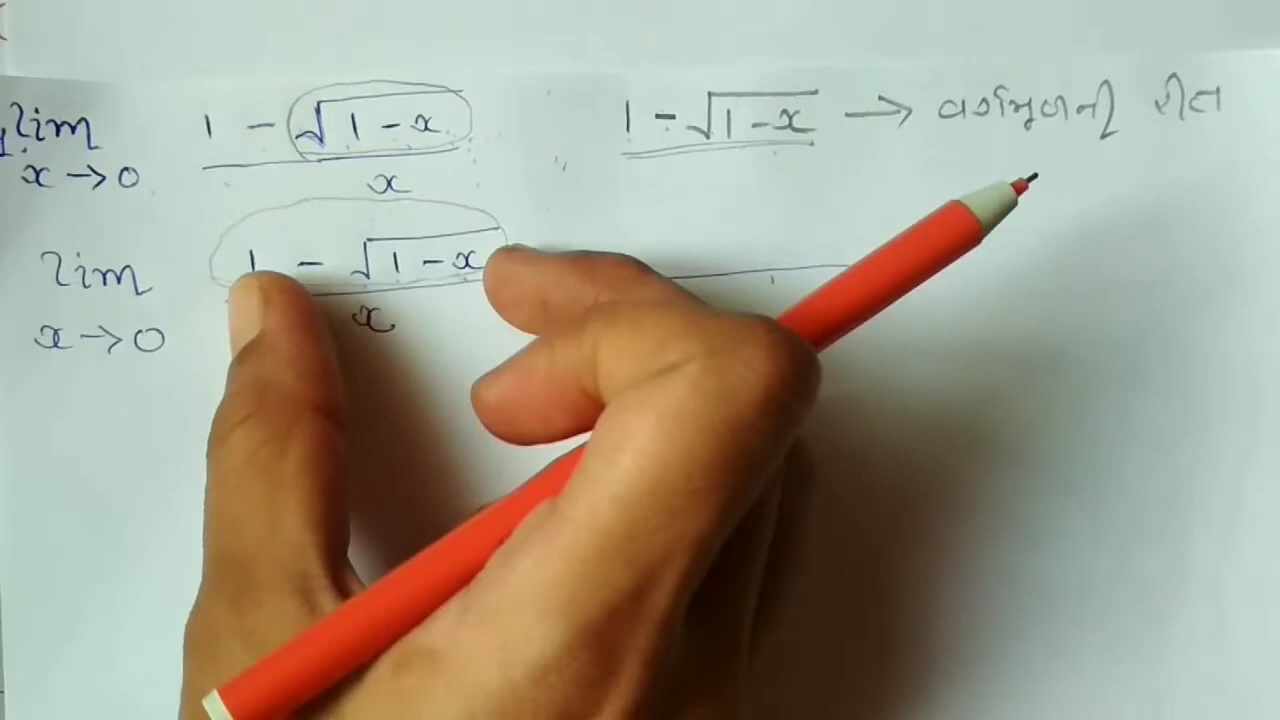 lim 1 - √1-x 1 - √1-x → વર્ગમુળની રીત
x → 0 x
lim 1 - √1-x
x → 0 x